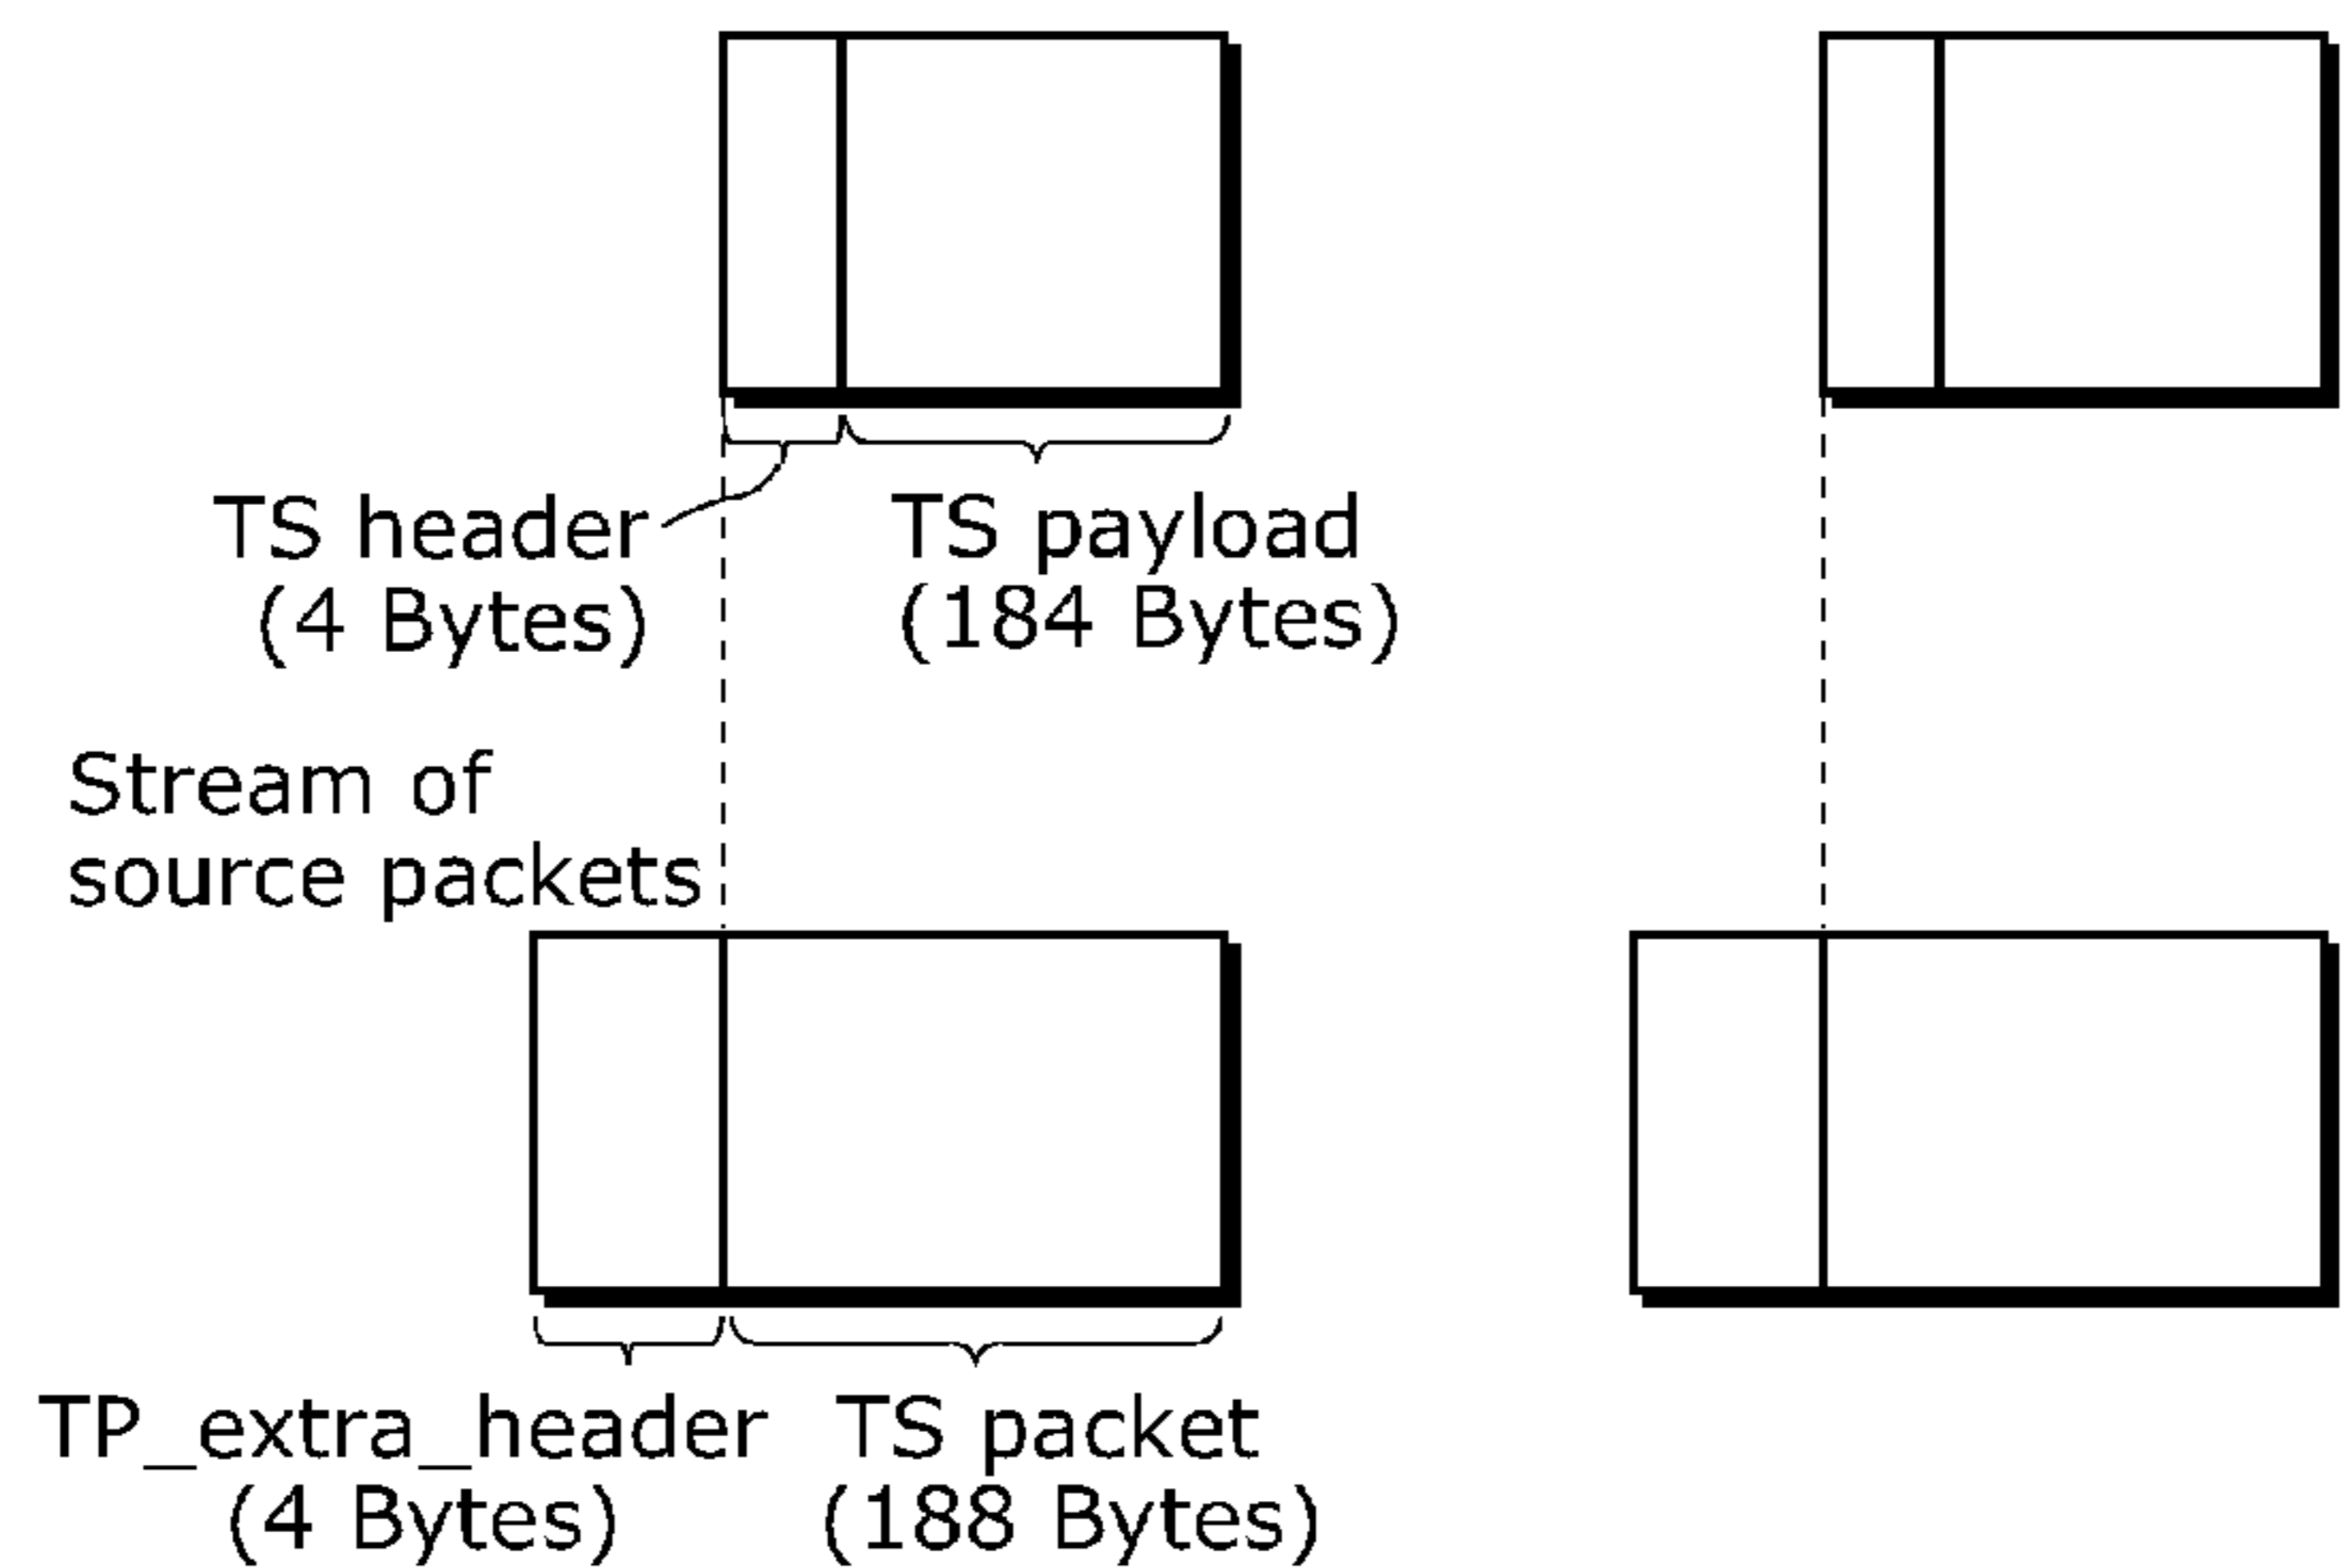 TS header
(4 Bytes)
TS payload
(184 Bytes)
Stream of
source packets
TP_extra_header
(4 Bytes)
TS packet
(188 Bytes)